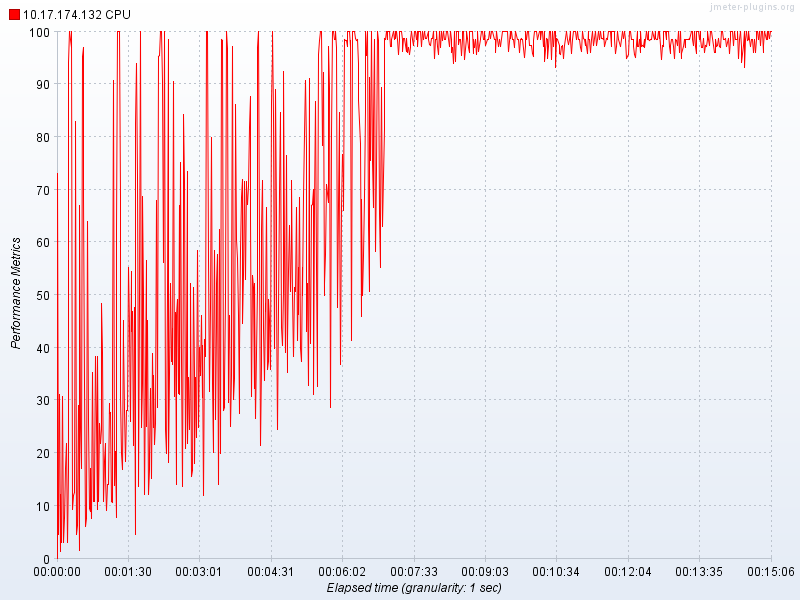 jmeter-plugins.org
10.17.174.132 CPU
100
90
80
70
60
50
40
30
20
10
0
Performance Metrics
00:00:00 00:01:30 00:03:01 00:04:31 00:06:02 00:07:33 00:09:03 00:10:34 00:12:04 00:13:35 00:15:06
Elapsed time (granularity: 1 sec)